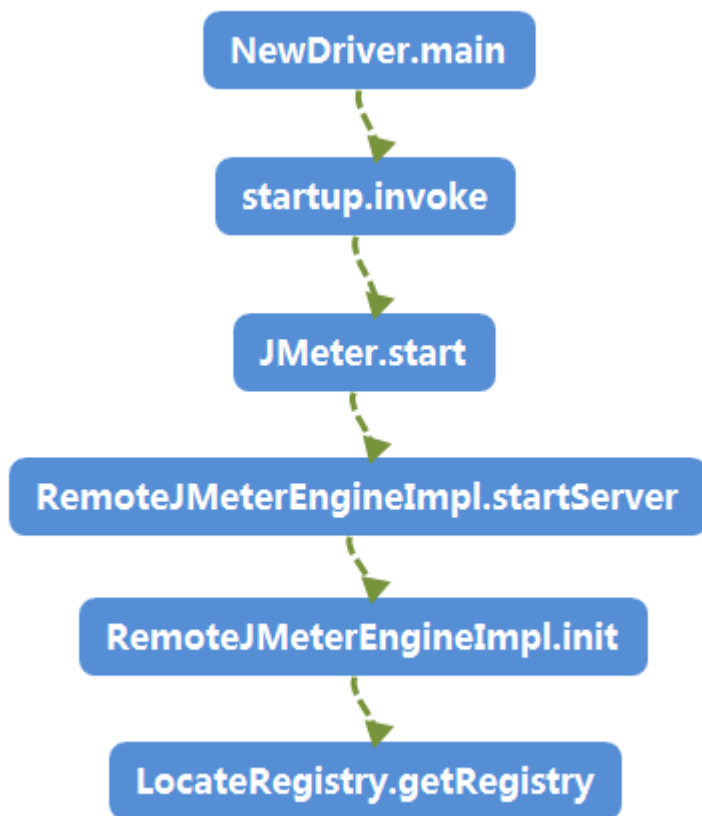 NewDriver.main
startup.invoke
JMeter.start
RemoteJMeterEngineImpl.startServer
RemoteJMeterEngineImpl.init
LocateRegistry.getRegistry